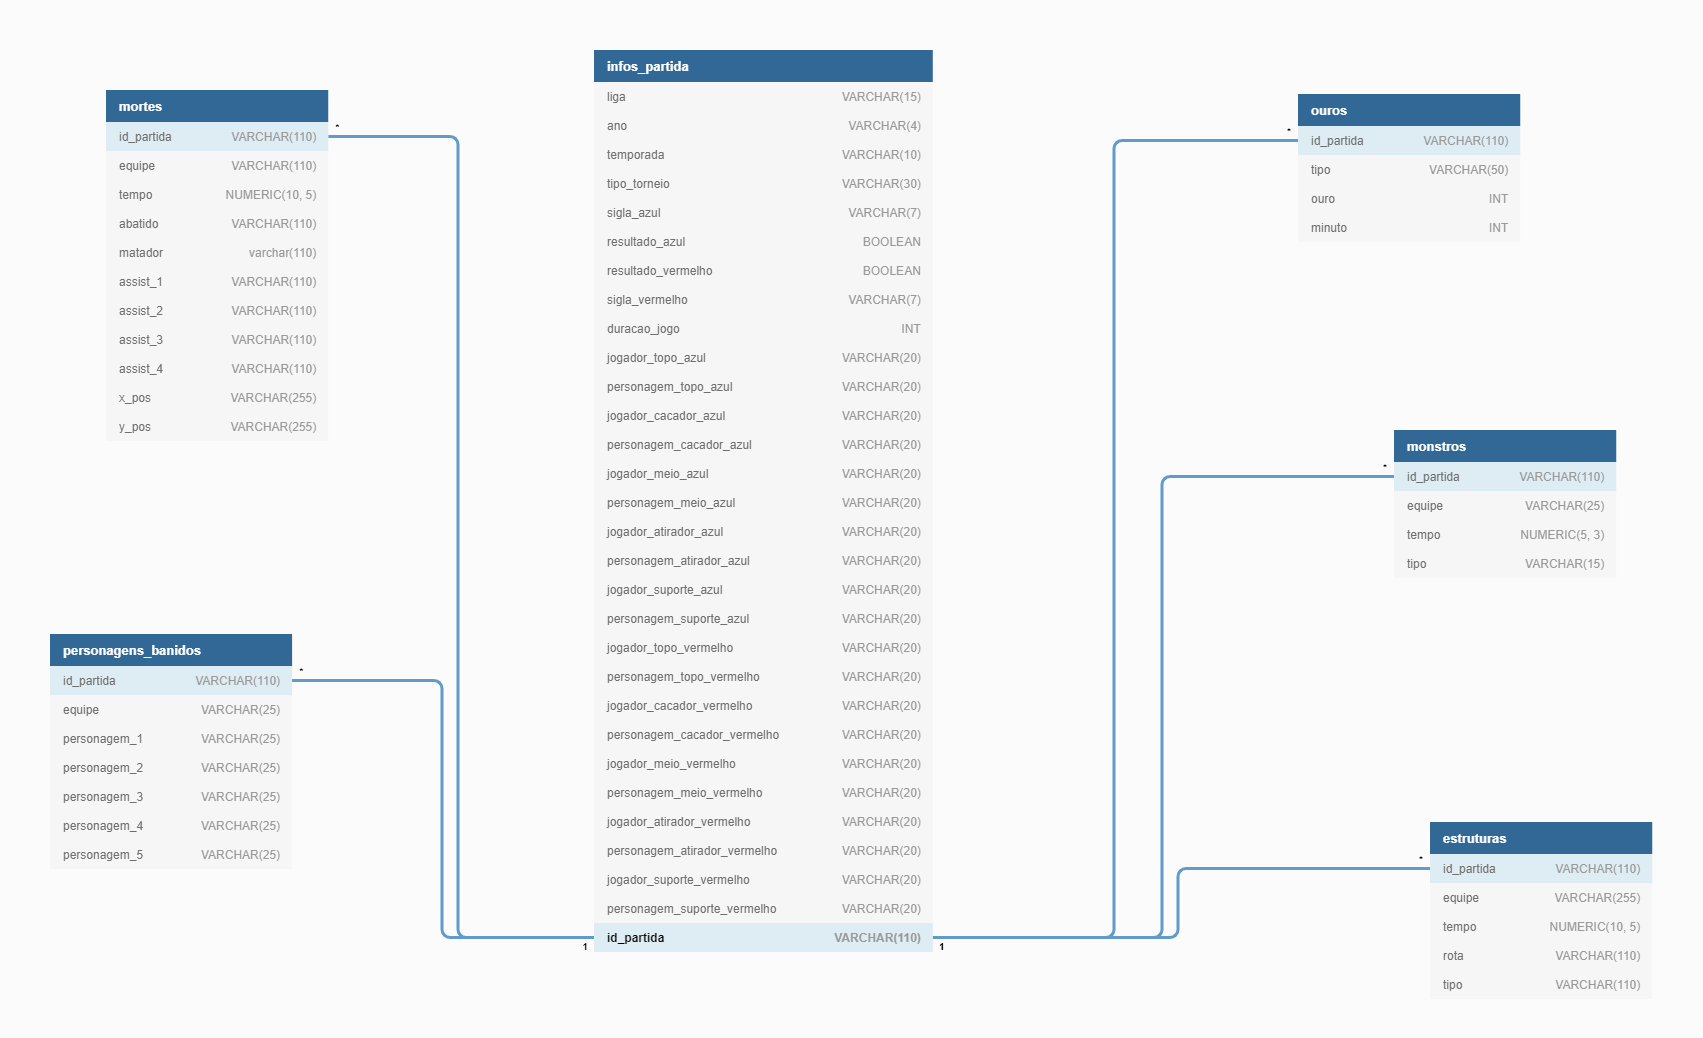 infos_partida
liga VARCHAR(15)
ano VARCHAR(4)
temporada VARCHAR(10)
tipo_torneio VARCHAR(30)
sigla_azul VARCHAR(7)
resultado_azul BOOLEAN
resultado_vermelho BOOLEAN
sigla_vermelho VARCHAR(7)
duracao_jogo INT
jogador_topo_azul VARCHAR(20)
personagem_topo_azul VARCHAR(20)
jogador_cacador_azul VARCHAR(20)
personagem_cacador_azul VARCHAR(20)
jogador_meio_azul VARCHAR(20)
personagem_meio_azul VARCHAR(20)
jogador_atirador_azul VARCHAR(20)
personagem_atirador_azul VARCHAR(20)
jogador_suporte_azul VARCHAR(20)
personagem_suporte_azul VARCHAR(20)
jogador_topo_vermelho VARCHAR(20)
personagem_topo_vermelho VARCHAR(20)
jogador_cacador_vermelho VARCHAR(20)
personagem_cacador_vermelho VARCHAR(20)
jogador_meio_vermelho VARCHAR(20)
personagem_meio_vermelho VARCHAR(20)
jogador_atirador_vermelho VARCHAR(20)
personagem_atirador_vermelho VARCHAR(20)
jogador_suporte_vermelho VARCHAR(20)
personagem_suporte_vermelho VARCHAR(20)
id_partida VARCHAR(110)
1 1
mortes
id_partida VARCHAR(110) *
equipe VARCHAR(110)
tempo NUMERIC(10, 5)
abatido VARCHAR(110)
matador varchar(110)
assist_1 VARCHAR(110)
assist_2 VARCHAR(110)
assist_3 VARCHAR(110)
assist_4 VARCHAR(110)
x_pos VARCHAR(255)
y_pos VARCHAR(255)
personagens_banidos
id_partida VARCHAR(110) *
equipe VARCHAR(25)
personagem_1 VARCHAR(25)
personagem_2 VARCHAR(25)
personagem_3 VARCHAR(25)
personagem_4 VARCHAR(25)
personagem_5 VARCHAR(25)
ouros
* id_partida VARCHAR(110)
tipo VARCHAR(50)
ouro INT
minuto INT
monstros
* id_partida VARCHAR(110)
equipe VARCHAR(25)
tempo NUMERIC(5, 3)
tipo VARCHAR(15)
estruturas
* id_partida VARCHAR(110)
equipe VARCHAR(255)
tempo NUMERIC(10, 5)
rota VARCHAR(110)
tipo VARCHAR(110)